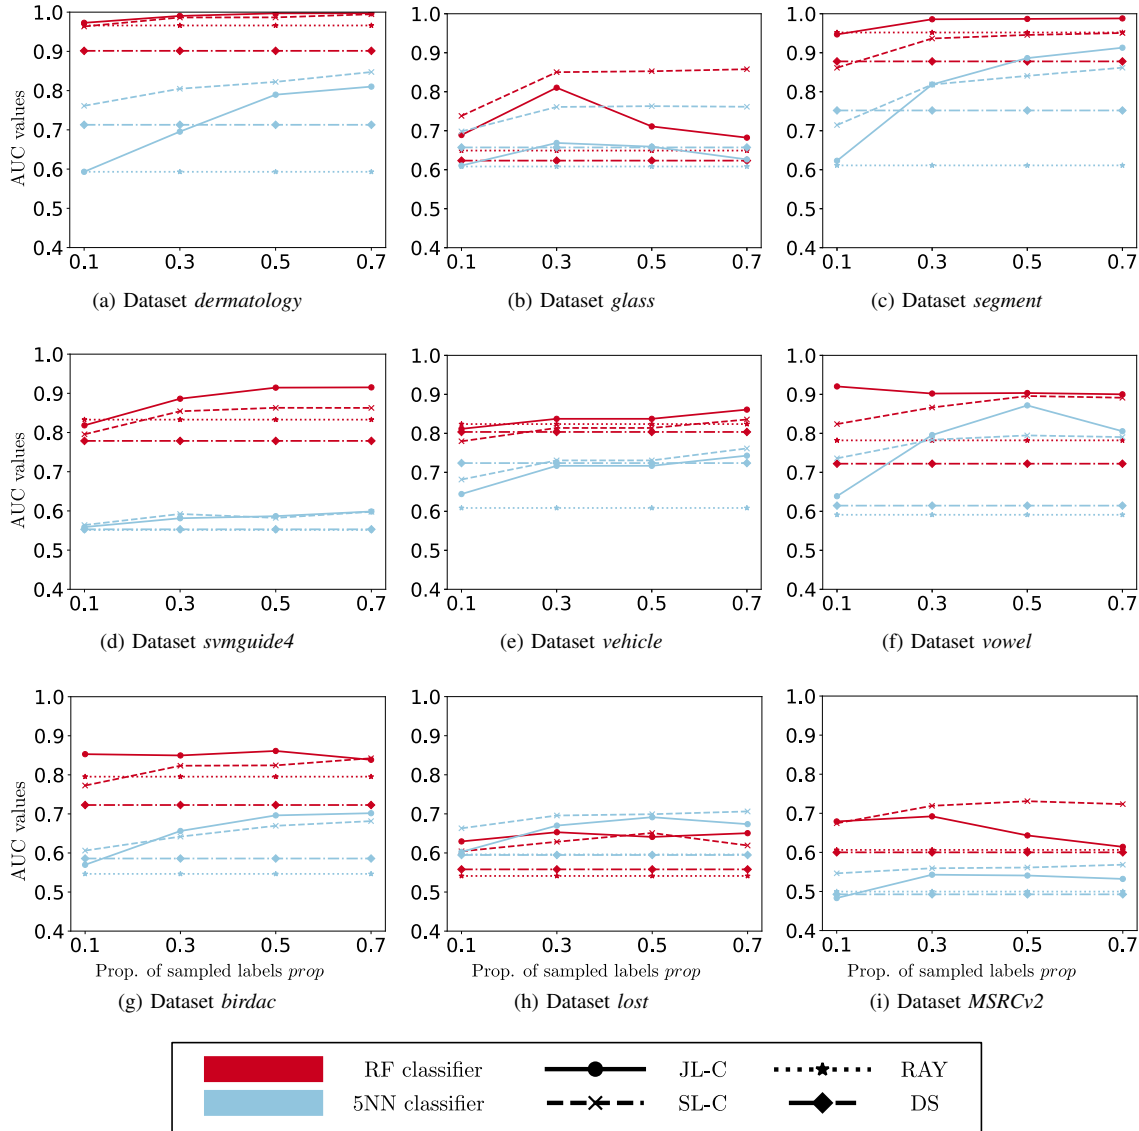 1.0 1.0 1.0
0.9 0.9 0.9
0.8 0.8 0.8
0.7 0.7 0.7
0.6 0.6 0.6
0.5 0.5 0.5
0.4 0.4 0.4
AUC values
0.1 0.3 0.5 0.7 0.1 0.3 0.5 0.7 0.1 0.3 0.5 0.7
(a) Dataset dermatology (b) Dataset glass (c) Dataset segment
1.0 1.0 1.0
0.9 0.9 0.9
0.8 0.8 0.8
0.7 0.7 0.7
0.6 0.6 0.6
0.5 0.5 0.5
0.4 0.4 0.4
AUC values
0.1 0.3 0.5 0.7 0.1 0.3 0.5 0.7 0.1 0.3 0.5 0.7
(d) Dataset svmguide4 (e) Dataset vehicle (f) Dataset vowel
1.0 1.0 1.0
0.9 0.9 0.9
0.8 0.8 0.8
0.7 0.7 0.7
0.6 0.6 0.6
0.5 0.5 0.5
0.4 0.4 0.4
AUC values
0.1 0.3 0.5 0.7 0.1 0.3 0.5 0.7 0.1 0.3 0.5 0.7
Prop. of sampled labels prop Prop. of sampled labels prop Prop. of sampled labels prop
(g) Dataset birdac (h) Dataset lost (i) Dataset MSRCv2
RF classifier JL-C RAY
5NN classifier SL-C DS